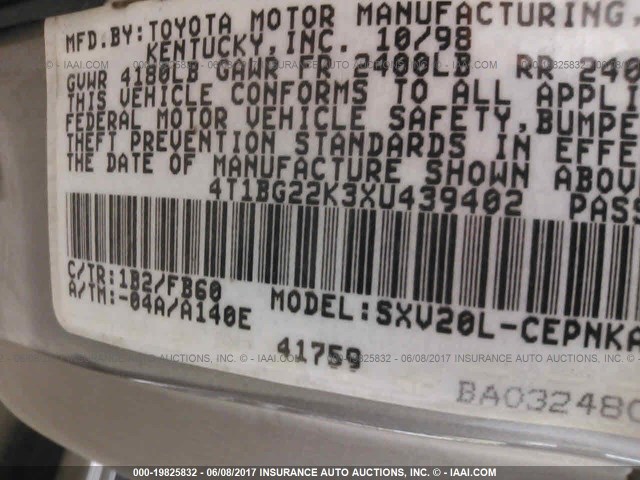 MFD.BY:TOYOTA MOTOR MANUFACTURING
KENTUCKY,INC. 10/98
GVWR 4180LB GAWR FR 2400LB RR 240
THIS VEHICLE CONFORMS TO ALL APPLI
FEDERAL MOTOR VEHICLE SAFETY,BUMPE
THEFT PREVENTION STANDARDS IN EFFE
THE DATE OF MANUFACTURE SHOWN ABOV
4T1BG22K3XU439402 PASS
C/TR:1B2/FB60
A/TM:-04A/A140E
MODEL:SXV20L-CEPNKA
41759
BA032480
000-19825832 - 06/08/2017 INSURANCE AUTO AUCTIONS - © - IAAI.COM